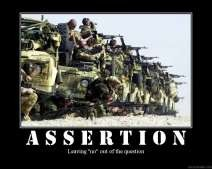 ASSERTION
Leaving "no" out of the question